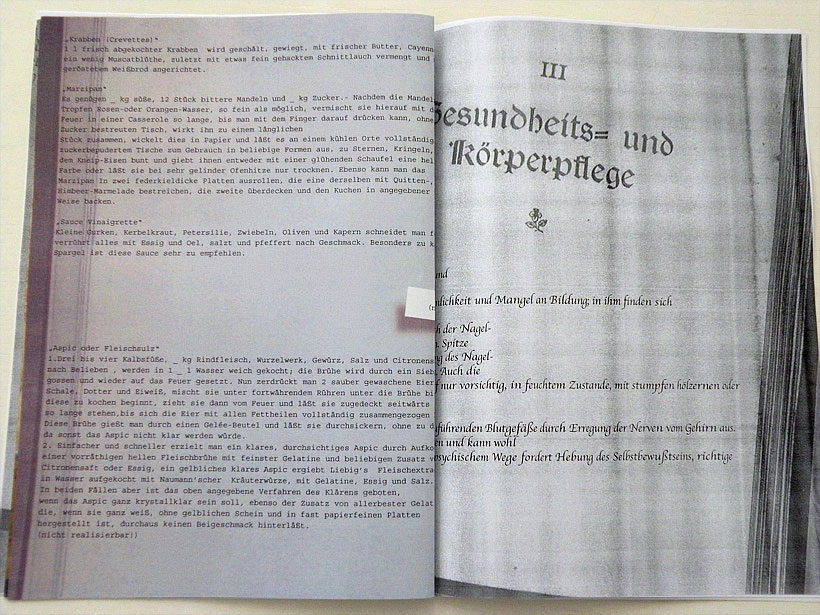 „Krabben (Crevettes)"
1 l frisch abgekochter Krabben wird geschält, gewiegt, mit frischer Butter, Cayenn
ein wenig Muscatblüthe, zuletzt mit etwas fein gehacktem Schnittlauch vermengt und
geröstetem Weißbrod angerichtet.
„Marzipan"
Es genügen _ kg süße, 12 Stück bittere Mandeln und _ kg Zucker.- Nachdem die Mandel
Tropfen Rosen-oder Orangen-Wasser, so fein als möglich, vermischt sie hierauf mit d
Feuer in einer Casserole so lange, bis man mit dem Finger darauf drücken kann, ohne
Zucker bestreuten Tisch, wirkt ihn zu einem länglichen
Stück zusammen, wickelt dies in Papier und läßt es an einem kühlen Orte vollständig
zuckerbepudertem Tische zum Gebrauch in beliebige Formen aus, zu Sternen, Kringeln,
dem Kneip-Eisen bunt und giebt ihnen entweder mit einer glühenden Schaufel eine hel
Farbe oder läßt sie bei sehr gelinder Ofenhitze nur trocknen. Ebenso kann man das
Marzipan in zwei federkieldicke Platten ausrollen, die eine derselben mit Quitten-,
Himbeer-Marmelade bestreichen, die zweite überdecken und den Kuchen in angegebener
Weise backen.
„Sauce Vinaigrette"
Kleine Gurken, Kerbelkraut, Petersilie, Zwiebeln, Oliven und Kapern schneidet man f
verrührt alles mit Essig und Oel, salzt und pfeffert nach Geschmack. Besonders zu k
Spargel ist diese Sauce sehr zu empfehlen.
„Aspic oder Fleischsulz"
1.Drei bis vier Kalbsfüße, _ kg Rindfleisch, Wurzelwerk, Gewürz, Salz und Citronens
nach Belieben , werden in 1 _ l Wasser weich gekocht; die Brühe wird durch ein Sieb
gossen und wieder auf das Feuer gesetzt. Nun zerdrückt man 2 sauber gewaschene Eier
Schale, Dotter und Eiweiß, mischt sie unter fortwährendem Rühren unter die Brühe bi
diese zu kochen beginnt, zieht sie dann vom Feuer und läßt sie zugedeckt seitwärts
so lange stehen,bis sich die Eier mit allen Fettheilen vollständig zusammengezogen
Diese Brühe gießt man durch einen Gelée-Beutel und läßt sie durchsickern, ohne zu d
da sonst das Aspic nicht klar werden würde.
2. Einfacher und schneller erzielt man ein klares, durchsichtiges Aspic durch Aufko
einer vorräthigen hellen Fleischbrühe mit feinster Gelatine und beliebigem Zusatz v
Citronensaft oder Essig, ein gelbliches klares Aspic ergiebt Liebig's Fleischextra
in Wasser aufgekocht mit Naumann'scher Kräuterwürze, mit Gelatine, Essig und Salz.
In beiden Fällen aber ist das oben angegebene Verfahren des Klärens geboten,
wenn das Aspic ganz krystallklar sein soll, ebenso der Zusatz von allerbester Gelat
die, wenn sie ganz weiß, ohne gelblichen Schein und in fast papierfeinen Platten
hergestellt ist, durchaus keinen Beigeschmack hinterläßt.
(nicht realisierbar!)
III
Gesundheits= und
Körperpflege
und
nlichkeit und Mangel an Bildung; in ihm finden sich
ch der Nagel-
Spitze
ng des Nagel-
Auch die
f nur vorsichtig, in feuchtem Zustande, mit stumpfen hölzernen oder
führenden Blutgefäße durch Erregung der Nerven vom Gehirn aus.
en und kann wohl
psychischem Wege fordert Hebung des Selbstbewußtseins, richtige